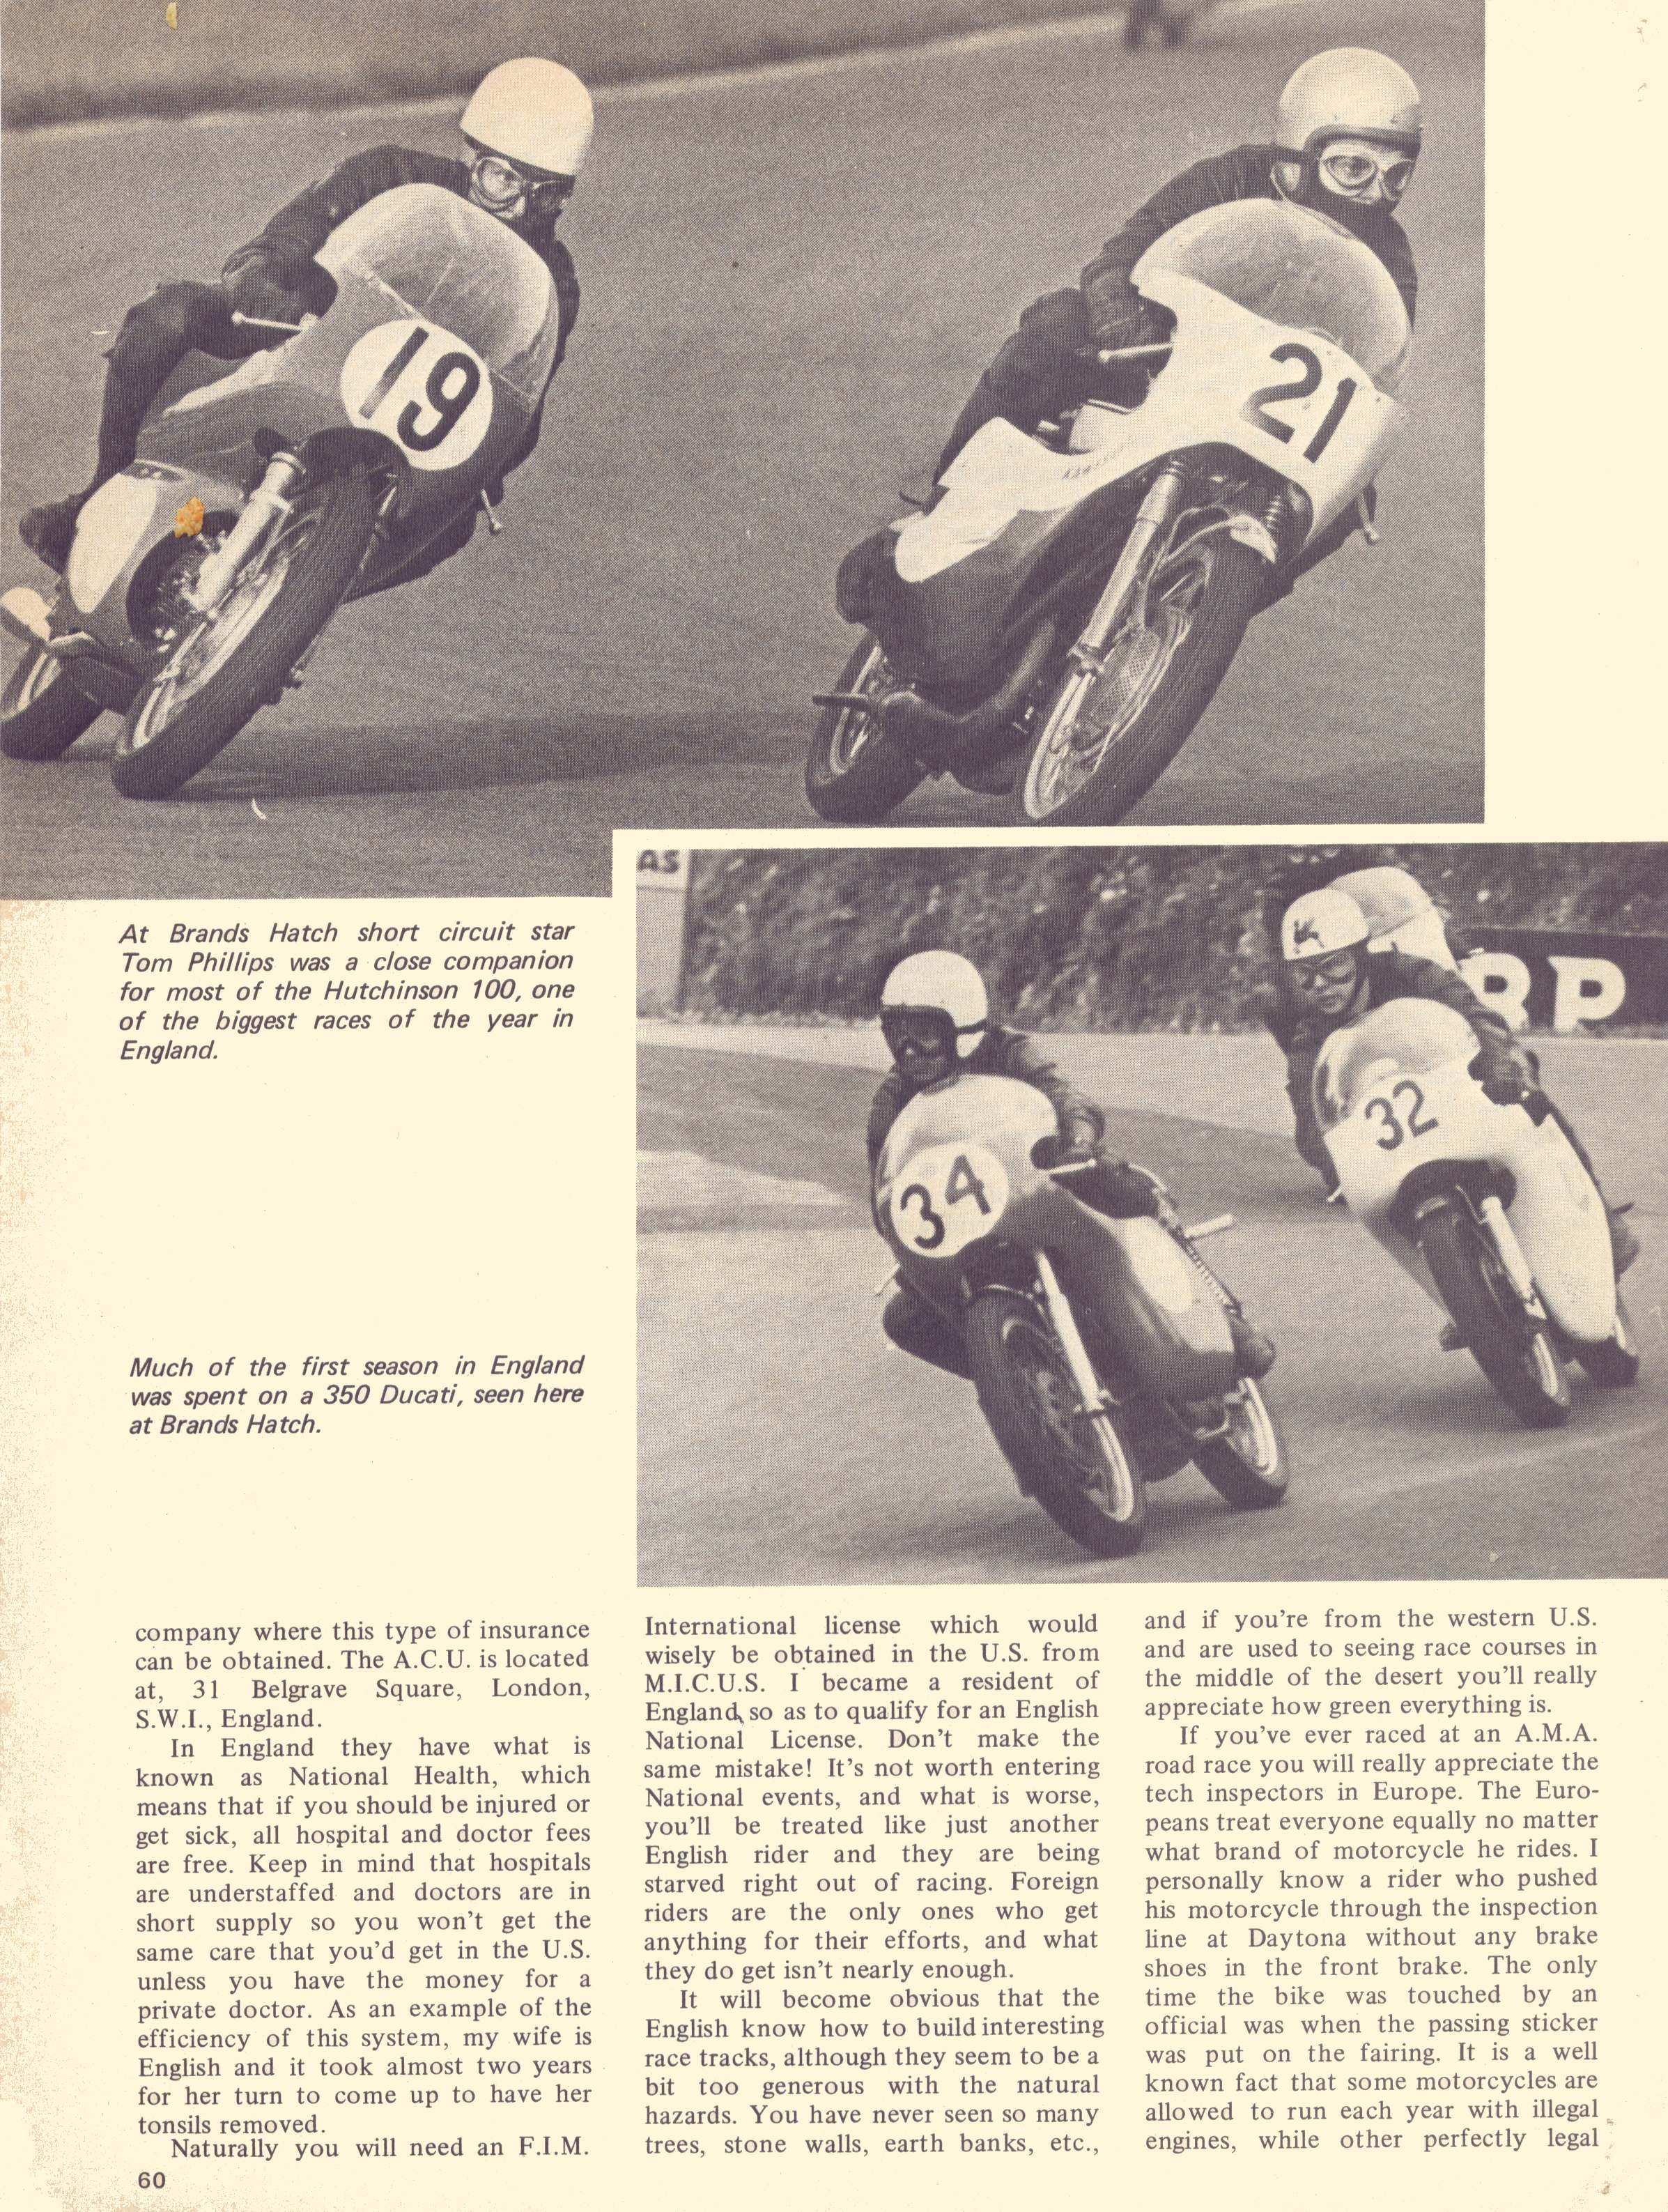 19
21
At Brands Hatch short circuit star
Tom Phillips was a close companion
for most of the Hutchinson 100, one
of the biggest races of the year in
England.
AS
BP
34
32
Much of the first season in England
was spent on a 350 Ducati, seen here
at Brands Hatch.
company where this type of insurance
can be obtained. The A.C.U. is located
at, 31 Belgrave Square, London,
S.W.I., England.
In England they have what is
known as National Health, which
means that if you should be injured or
get sick, all hospital and doctor fees
are free. Keep in mind that hospitals
are understaffed and doctors are in
short supply so you won't get the
same care that you'd get in the U.S.
unless you have the money for a
private doctor. As an example of the
efficiency of this system, my wife is
English and it took almost two years
for her turn to come up to have her
tonsils removed.
Naturally you will need an F.I.M.
International license which would
wisely be obtained in the U.S. from
M.I.C.U.S. I became a resident of
England, so as to qualify for an English
National License. Don't make the
same mistake! It's not worth entering
National events, and what is worse,
you'll be treated like just another
English rider and they are being
starved right out of racing. Foreign
riders are the only ones who get
anything for their efforts, and what
they do get isn't nearly enough.
It will become obvious that the
English know how to build interesting
race tracks, although they seem to be a
bit too generous with the natural
hazards. You have never seen so many
trees, stone walls, earth banks, etc.,
and if you're from the western U.S.
and are used to seeing race courses in
the middle of the desert you'll really
appreciate how green everything is.
If you've ever raced at an A.M.A.
road race you will really appreciate the
tech inspectors in Europe. The Euro-
peans treat everyone equally no matter
what brand of motorcycle he rides. I
personally know a rider who pushed
his motorcycle through the inspection
line at Daytona without any brake
shoes in the front brake. The only
time the bike was touched by an
official was when the passing sticker
was put on the fairing. It is a well
known fact that some motorcycles are
allowed to run each year with illegal
engines, while other perfectly legal
60